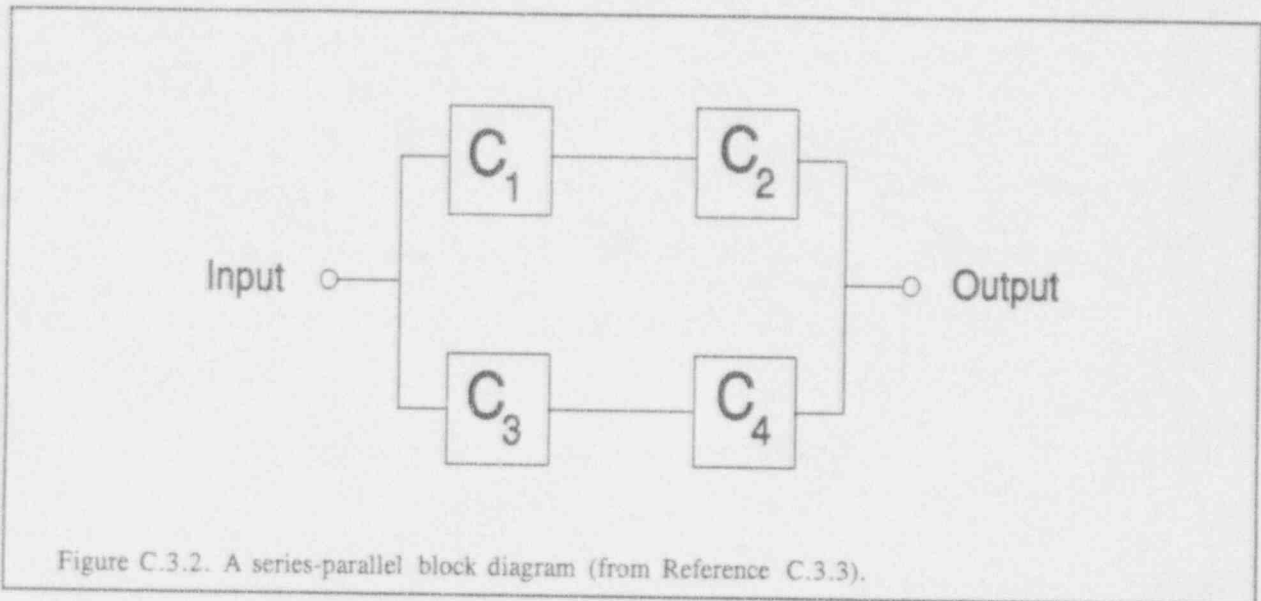 C1
C2
Input
Output
C3
C4
Figure C.3.2. A series-parallel block diagram (from Reference C.3.3).